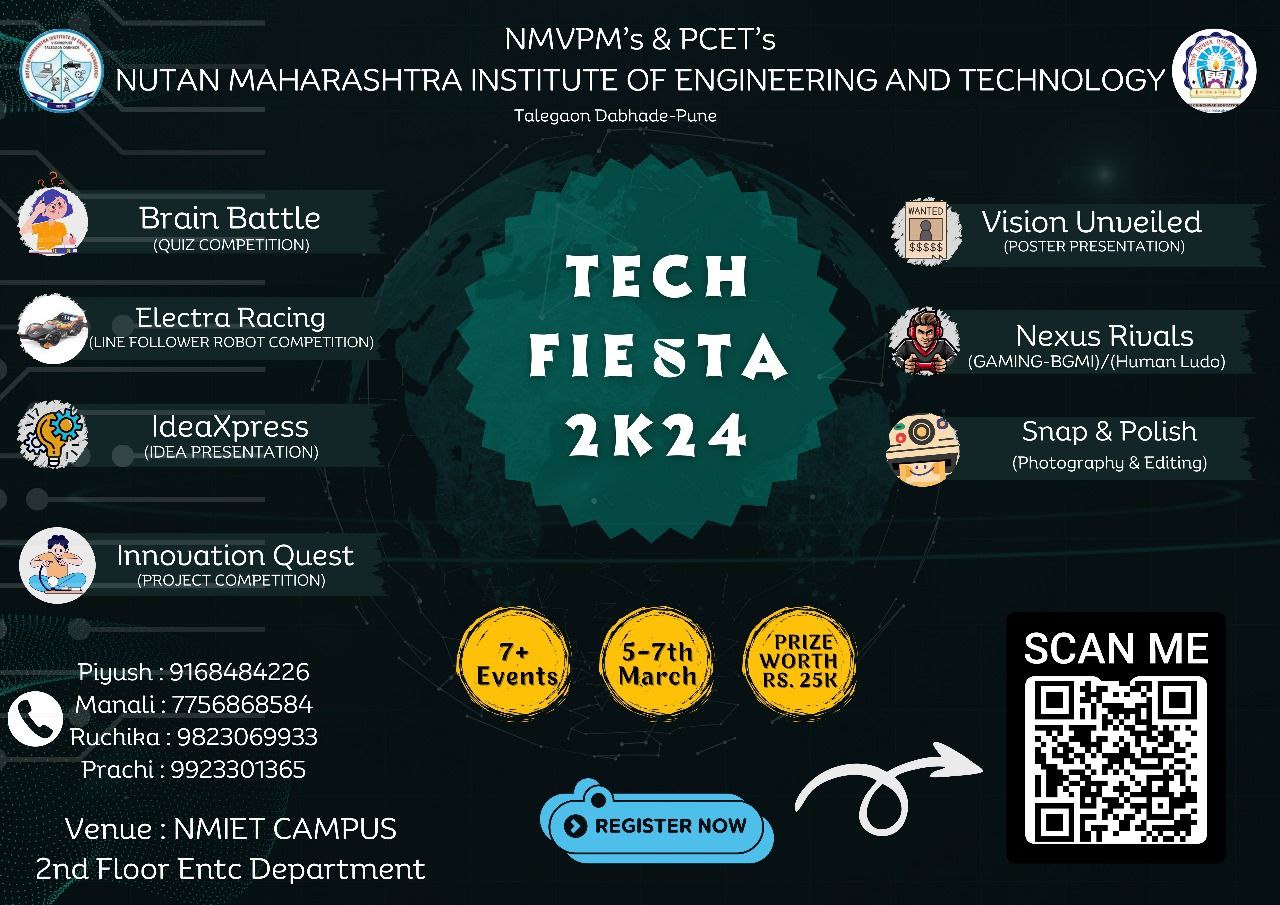 NMVPM's & PCET's
NUTAN MAHARASHTRA INSTITUTE OF ENGINEERING AND TECHNOLOGY
Talegaon Dabhade-Pune
Brain Battle
(QUIZ COMPETITION)
Electra Racing
(LINE FOLLOWER ROBOT COMPETITION)
IdeaXpress
(IDEA PRESENTATION)
Innovation Quest
(PROJECT COMPETITION)
TECH
FIESTA
2K24
WANTED
$$$$$
Vision Unveiled
(POSTER PRESENTATION)
Nexus Rivals
(GAMING-BGMI)/(Human Ludo)
Snap & Polish
(Photography & Editing)
7+
Events
5-7th
March
PRIZE
WORTH
RS. 25K
Piyush : 9168484226
Manali : 7756868584
Ruchika : 9823069933
Prachi : 9923301365
Venue : NMIET CAMPUS
2nd Floor Entc Department
REGISTER NOW
SCAN ME